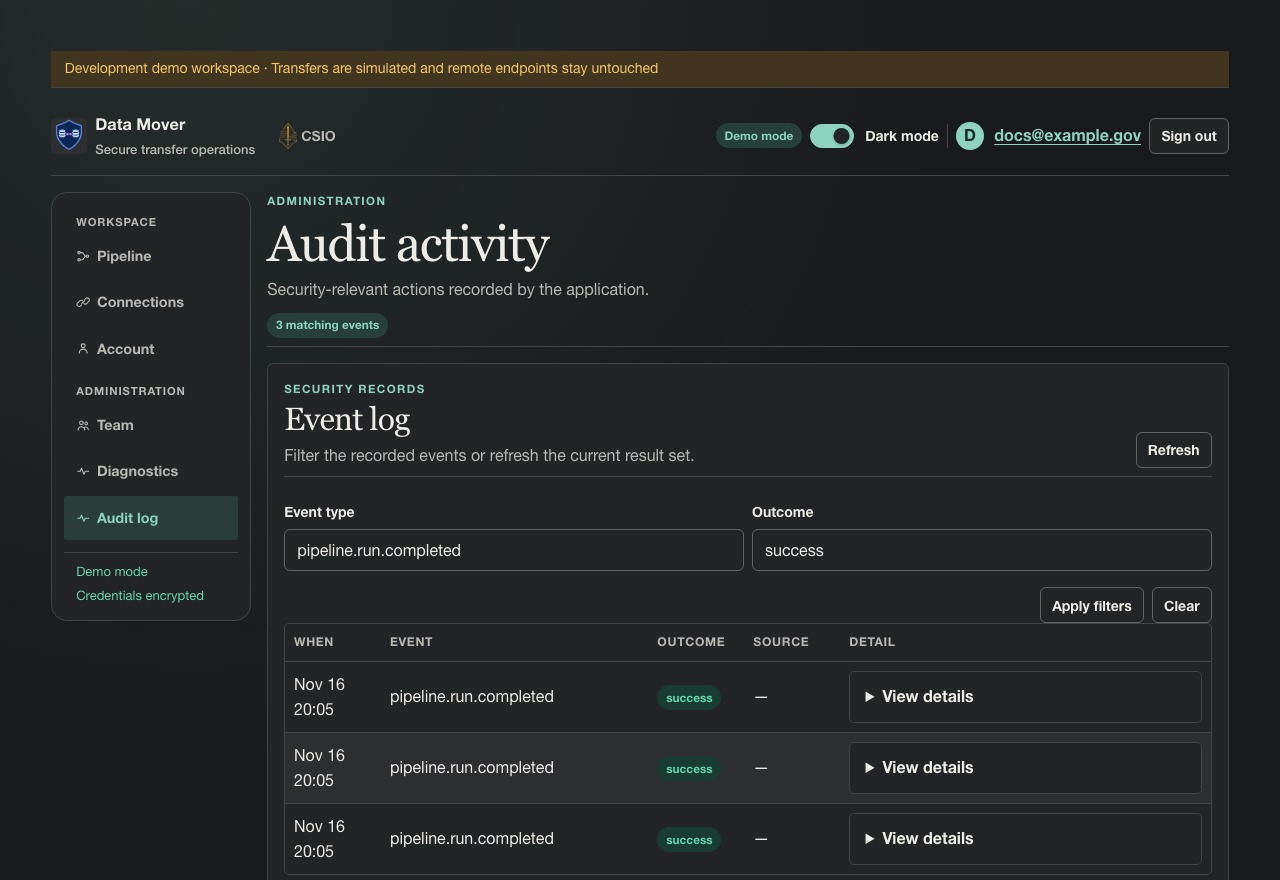 Development demo workspace · Transfers are simulated and remote endpoints stay untouched
Data Mover
Secure transfer operations
CSIO
Demo mode
Dark mode
D
docs@example.gov
Sign out
WORKSPACE
Pipeline
Connections
Account
ADMINISTRATION
Team
Diagnostics
Audit log
Demo mode
Credentials encrypted
ADMINISTRATION
Audit activity
Security-relevant actions recorded by the application.
3 matching events
SECURITY RECORDS
Event log
Filter the recorded events or refresh the current result set.
Refresh
Event type
Outcome
pipeline.run.completed
success
Apply filters
Clear
WHEN EVENT OUTCOME SOURCE DETAIL
Nov 16
20:05
pipeline.run.completed
success
—
View details
Nov 16
20:05
pipeline.run.completed
success
—
View details
Nov 16
20:05
pipeline.run.completed
success
—
View details